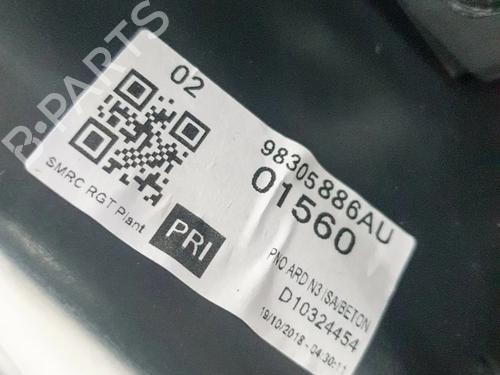 02
98305886AU
01560
SMRC RGT Plant
PRI
PNO ARD N3 /SA/BETON
D10324454
19/10/2018 - 04:30:11
B-PARTS